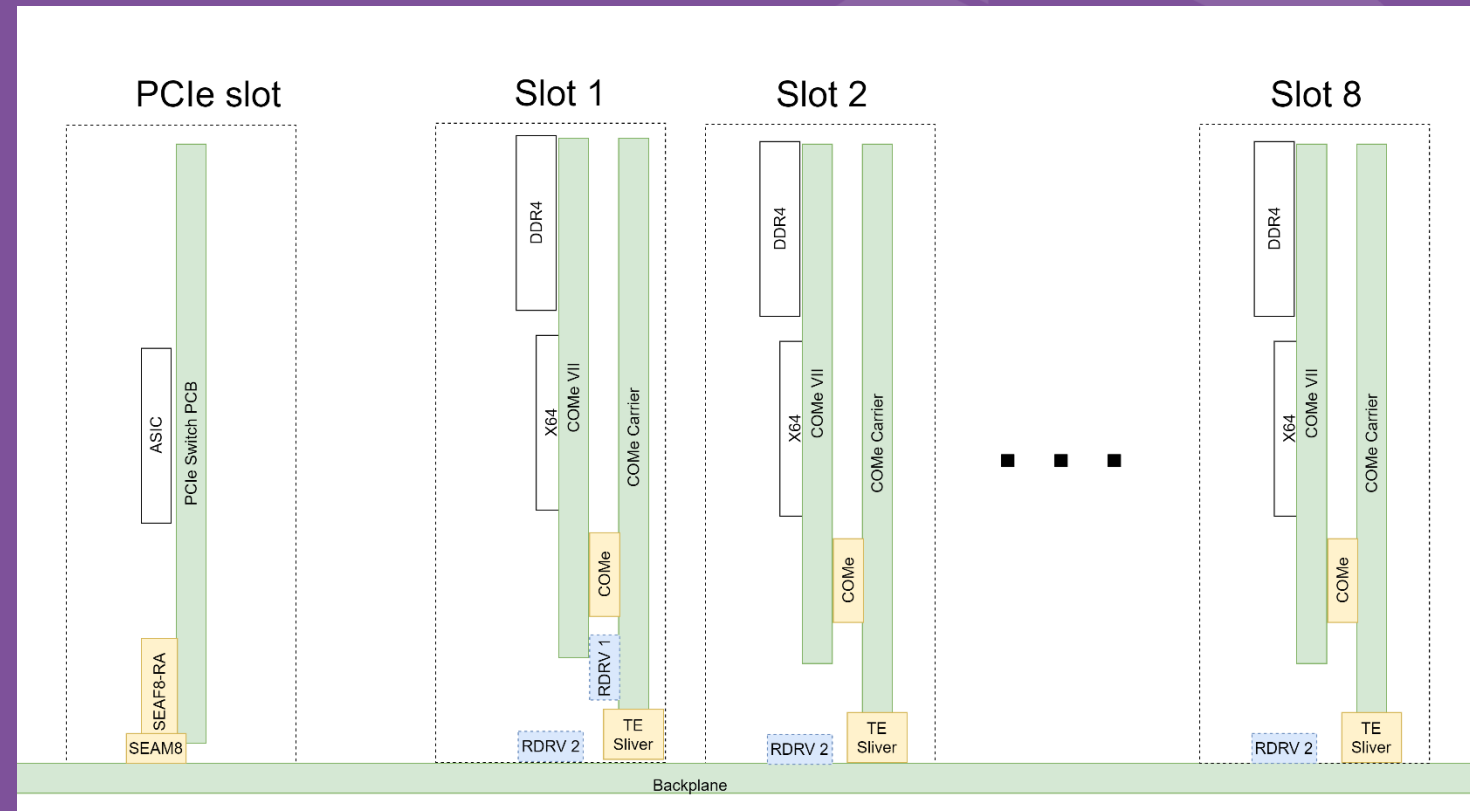 PCIe slot
Slot 1
Slot 2
Slot 8
ASIC
PCIe Switch PCB
SEAF8-RA
SEAM8
DDR4
X64
COMe VII
COMe Carrier
COMe
RDRV 1
RDRV 2
TE
Sliver
DDR4
X64
COMe VII
COMe Carrier
COMe
RDRV 2
TE
Sliver
DDR4
X64
COMe VII
COMe Carrier
COMe
RDRV 2
TE
Sliver
Backplane